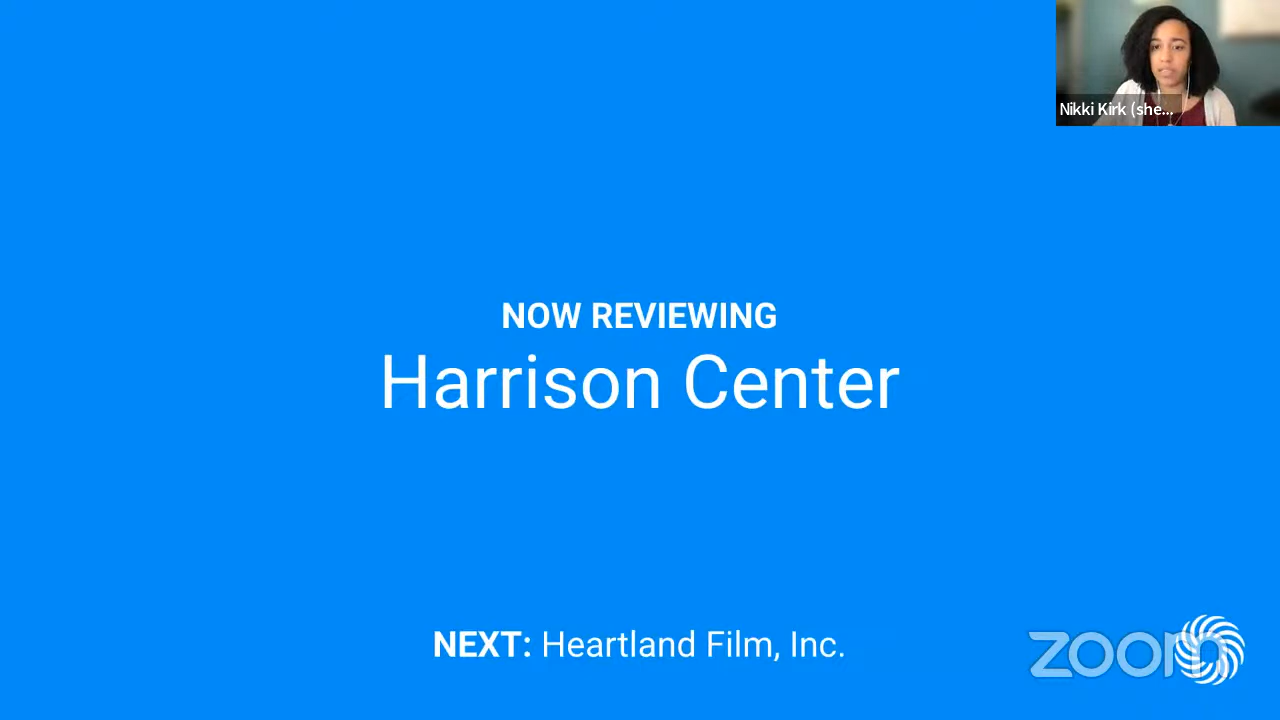 Nikki Kirk (she...
NOW REVIEWING
Harrison Center
NEXT: Heartland Film, Inc.
zoom